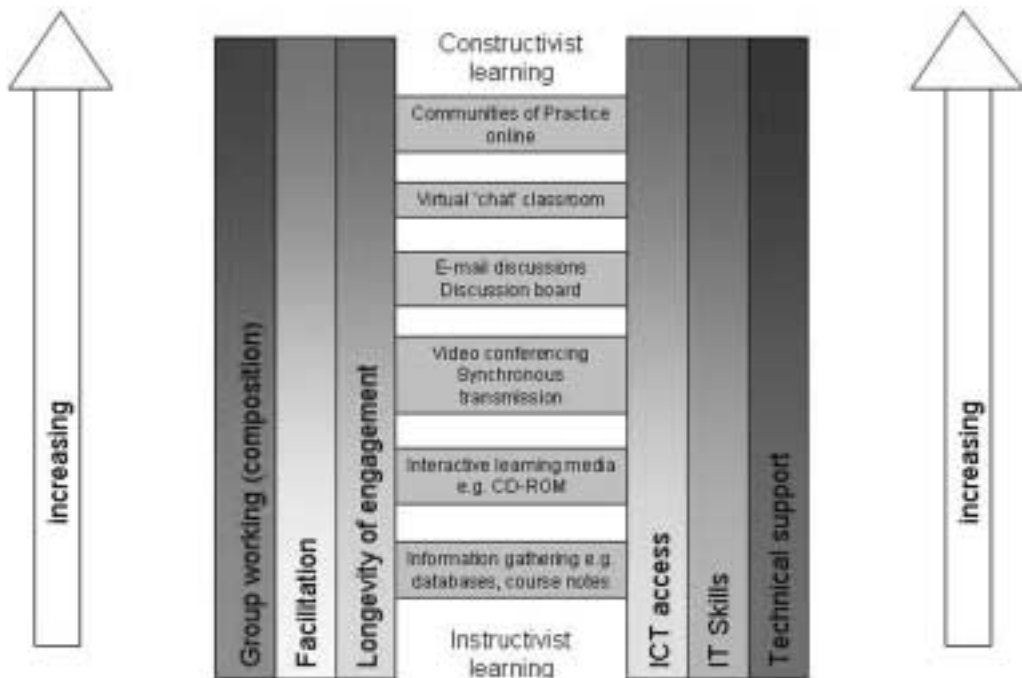 Constructivist
learning
Communities of Practice
online
Virtual 'chat' classroom
E-mail discussions
Discussion board
Video conferencing
Synchronous
transmission
Interactive learning media
e.g. CD-ROM
Information gathering e.g.
databases, course notes
Instructivist
learning
increasing
Group working (composition)
Facilitation
Longevity of engagement
ICT access
IT Skills
Technical support
increasing